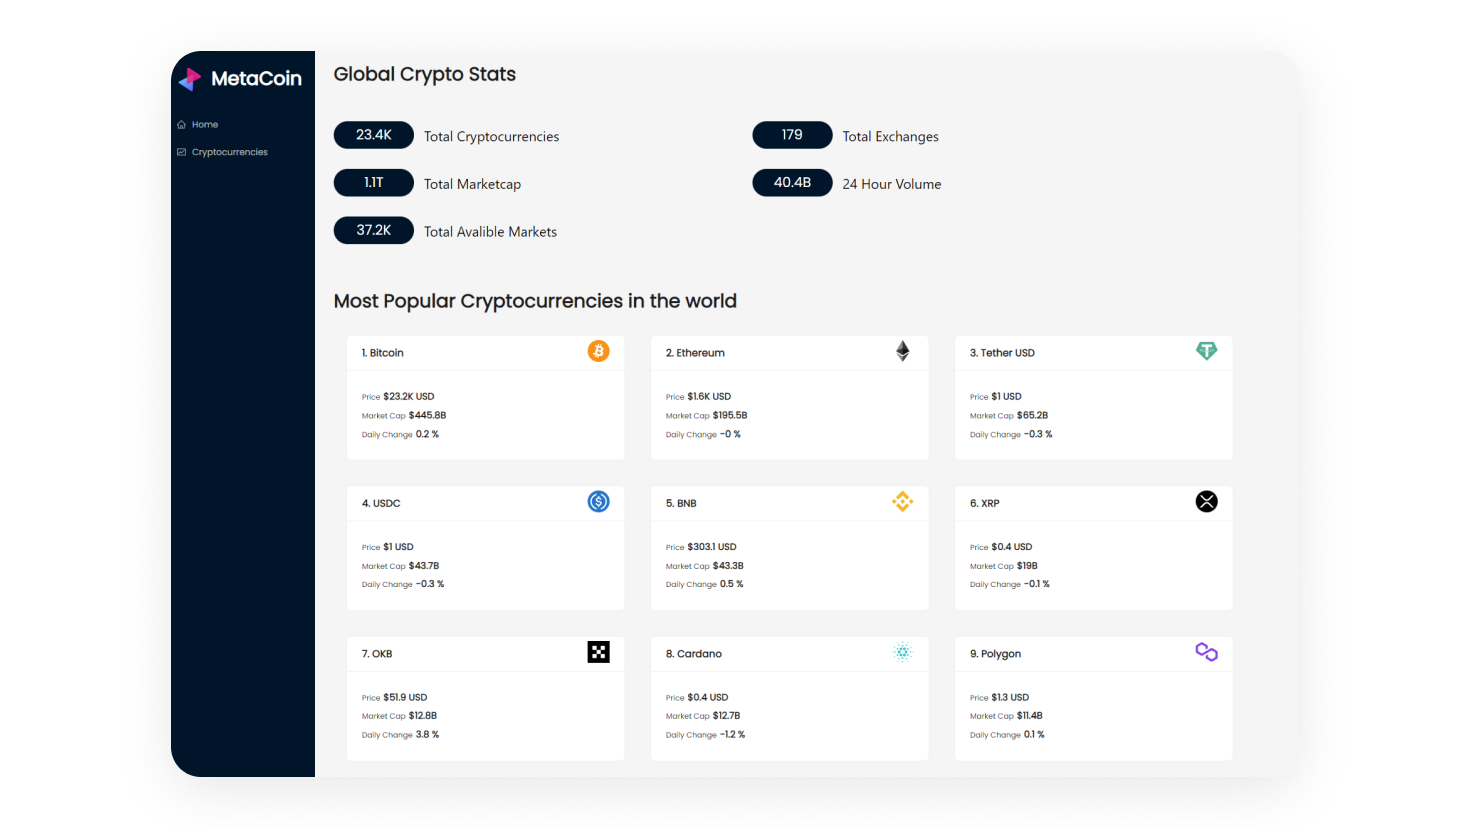 MetaCoin
Home
Cryptocurrencies
Global Crypto Stats
23.4K Total Cryptocurrencies
179 Total Exchanges
1.1T Total Marketcap
40.4B 24 Hour Volume
37.2K Total Avalible Markets
Most Popular Cryptocurrencies in the world
1. Bitcoin
Price $23.2K USD
Market Cap $445.8B
Daily Change 0.2 %
2. Ethereum
Price $1.6K USD
Market Cap $195.5B
Daily Change -0 %
3. Tether USD
Price $1 USD
Market Cap $65.2B
Daily Change -0.3 %
4. USDC
Price $1 USD
Market Cap $43.7B
Daily Change -0.3 %
5. BNB
Price $303.1 USD
Market Cap $43.3B
Daily Change 0.5 %
6. XRP
Price $0.4 USD
Market Cap $19B
Daily Change -0.1 %
7. OKB
Price $51.9 USD
Market Cap $12.8B
Daily Change 3.8 %
8. Cardano
Price $0.4 USD
Market Cap $12.7B
Daily Change -1.2 %
9. Polygon
Price $1.3 USD
Market Cap $11.4B
Daily Change 0.1 %